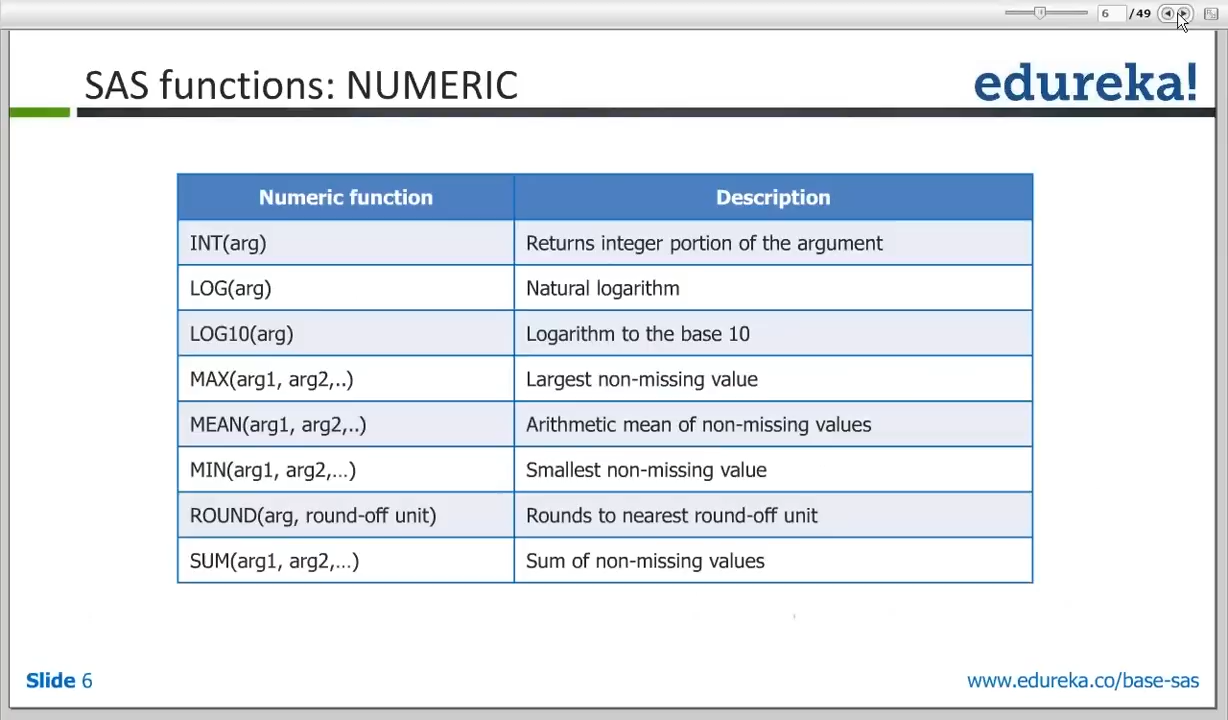 6 /49
SAS functions: NUMERIC
edureka!
Numeric function Description
INT(arg) Returns integer portion of the argument
LOG(arg) Natural logarithm
LOG10(arg) Logarithm to the base 10
MAX(arg1, arg2,..) Largest non-missing value
MEAN(arg1, arg2,..) Arithmetic mean of non-missing values
MIN(arg1, arg2,...) Smallest non-missing value
ROUND(arg, round-off unit) Rounds to nearest round-off unit
SUM(arg1, arg2,...) Sum of non-missing values
Slide 6 www.edureka.co/base-sas